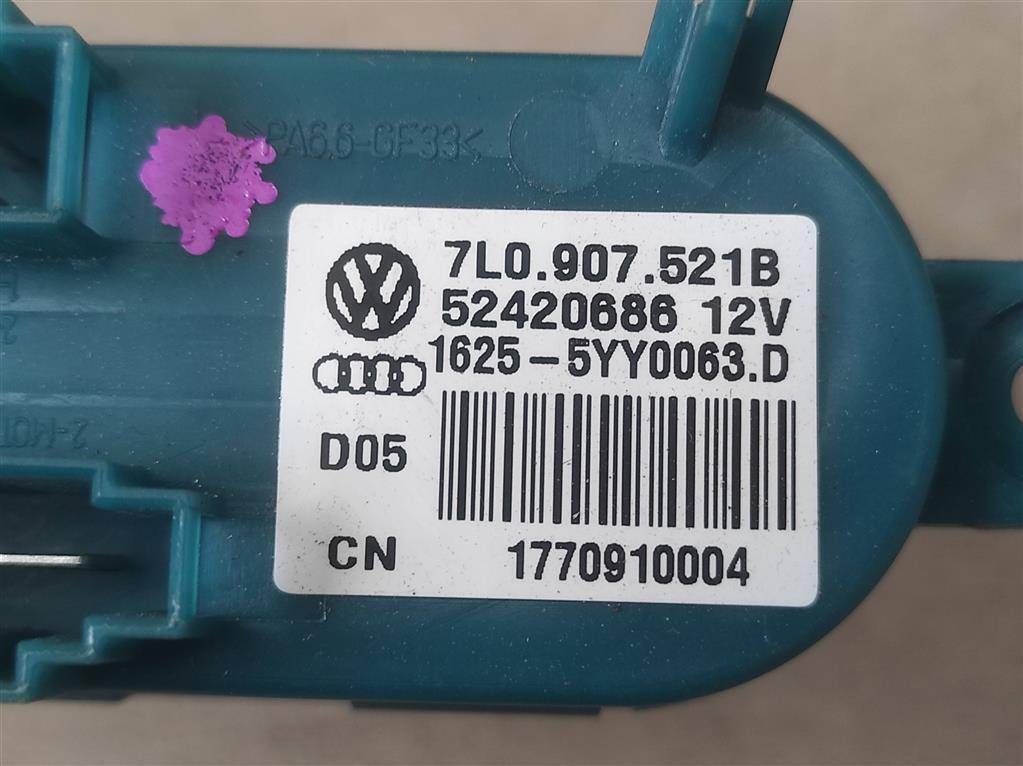 >PA6.6-GF33<
7L0.907.521B
52420686 12V
1625-5YY0063.D
D05
CN
1770910004